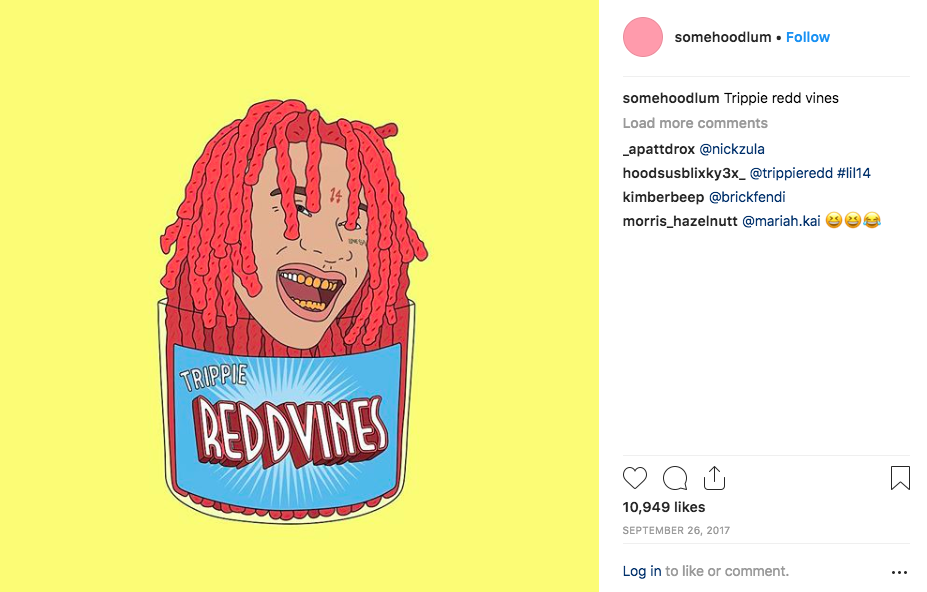 somehoodlum • Follow
somehoodlum Trippie redd vines
Load more comments
_apattdrox @nickzula
hoodsusblixky3x_ @trippieredd #lil14
kimberbeep @brickfendi
morris_hazelnutt @mariah.kai 😆😆😂
14
TRIPPIE
REDDVINES
10,949 likes
SEPTEMBER 26, 2017
Log in to like or comment.